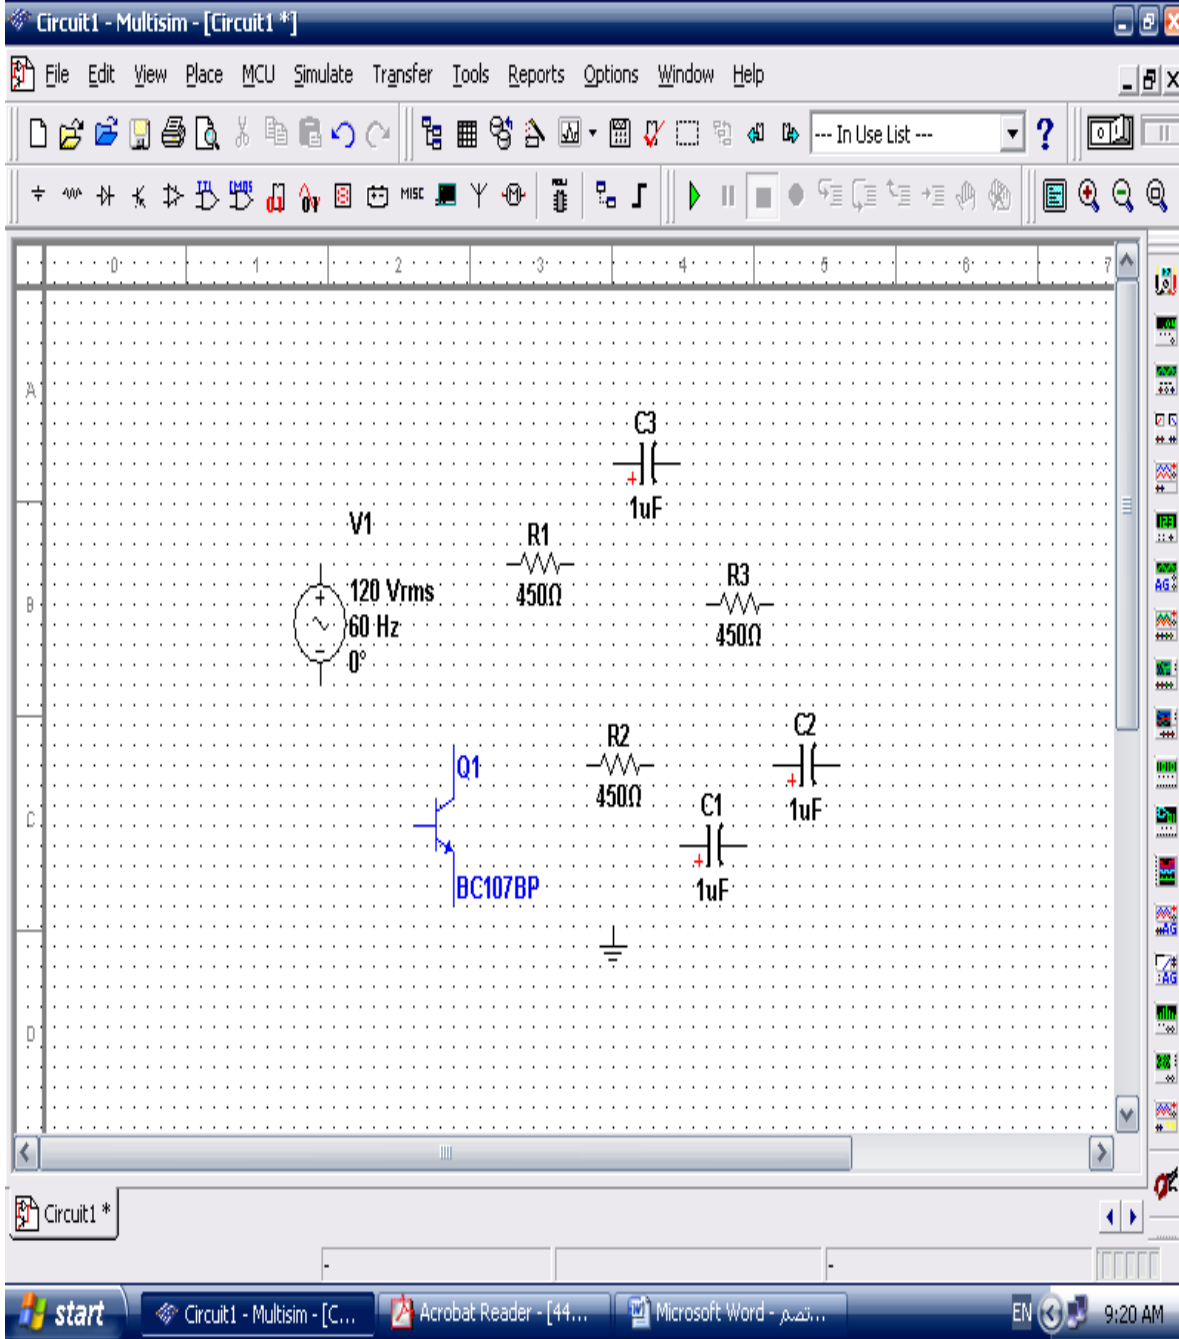 Circuit1 - Multisim - [Circuit1 *]
File Edit View Place MCU Simulate Transfer Tools Reports Options Window Help
--- In Use List ---
TTL CMOS MISC
0 1 2 3 4 5 6 7
A
C3
1uF
V1
R1
450Ω
120 Vrms
60 Hz
0°
B
R3
450Ω
R2
450Ω
C2
1uF
Q1
C
C1
1uF
BC107BP
D
Circuit1 *
start
Circuit1 - Multisim - [C...
Acrobat Reader - [44...
Microsoft Word - تصم...
EN
9:20 AM